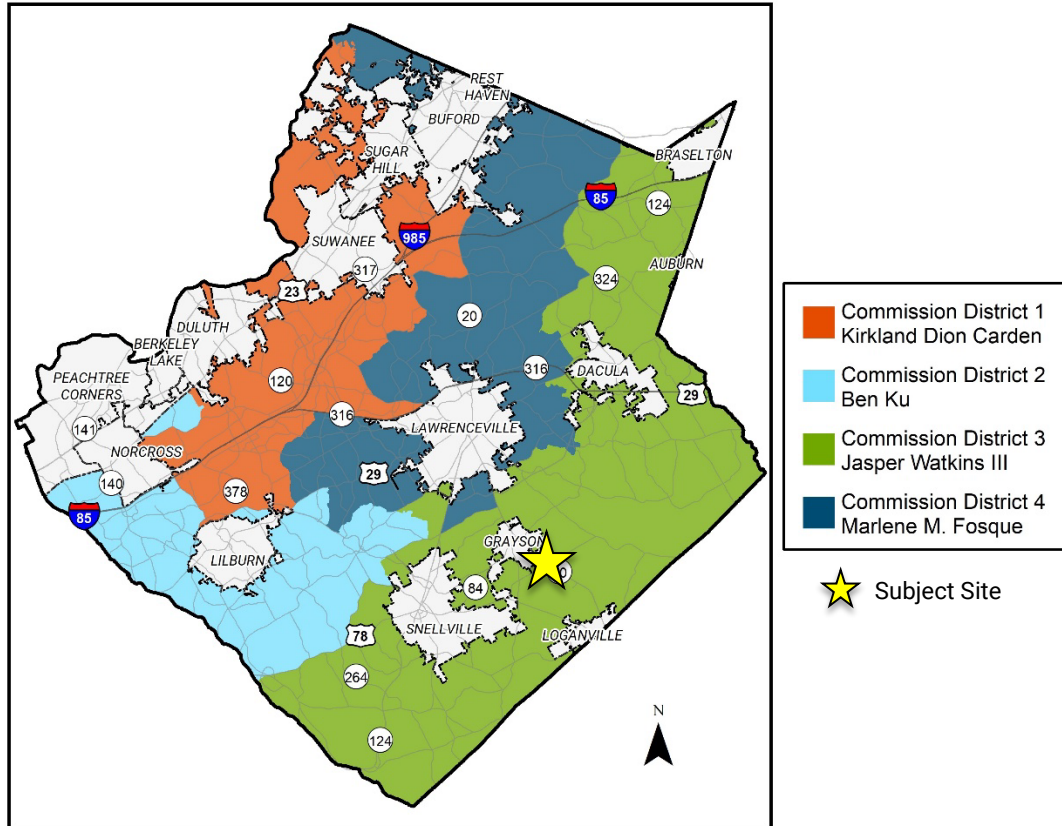 REST
HAVEN
BUFORD
BRASELTON
SUGAR
HILL
85
124
985
SUWANEE
317
AUBURN
324
23
20
DULUTH
BERKELEY
LAKE
316
DACULA
PEACHTREE
CORNERS
120
29
316
LAWRENCEVILLE
141
NORCROSS
29
140
378
85
GRAYSON
LILBURN
84
SNELLVILLE
LOGANVILLE
78
264
124
N
Commission District 1
Kirkland Dion Carden
Commission District 2
Ben Ku
Commission District 3
Jasper Watkins III
Commission District 4
Marlene M. Fosque
Subject Site